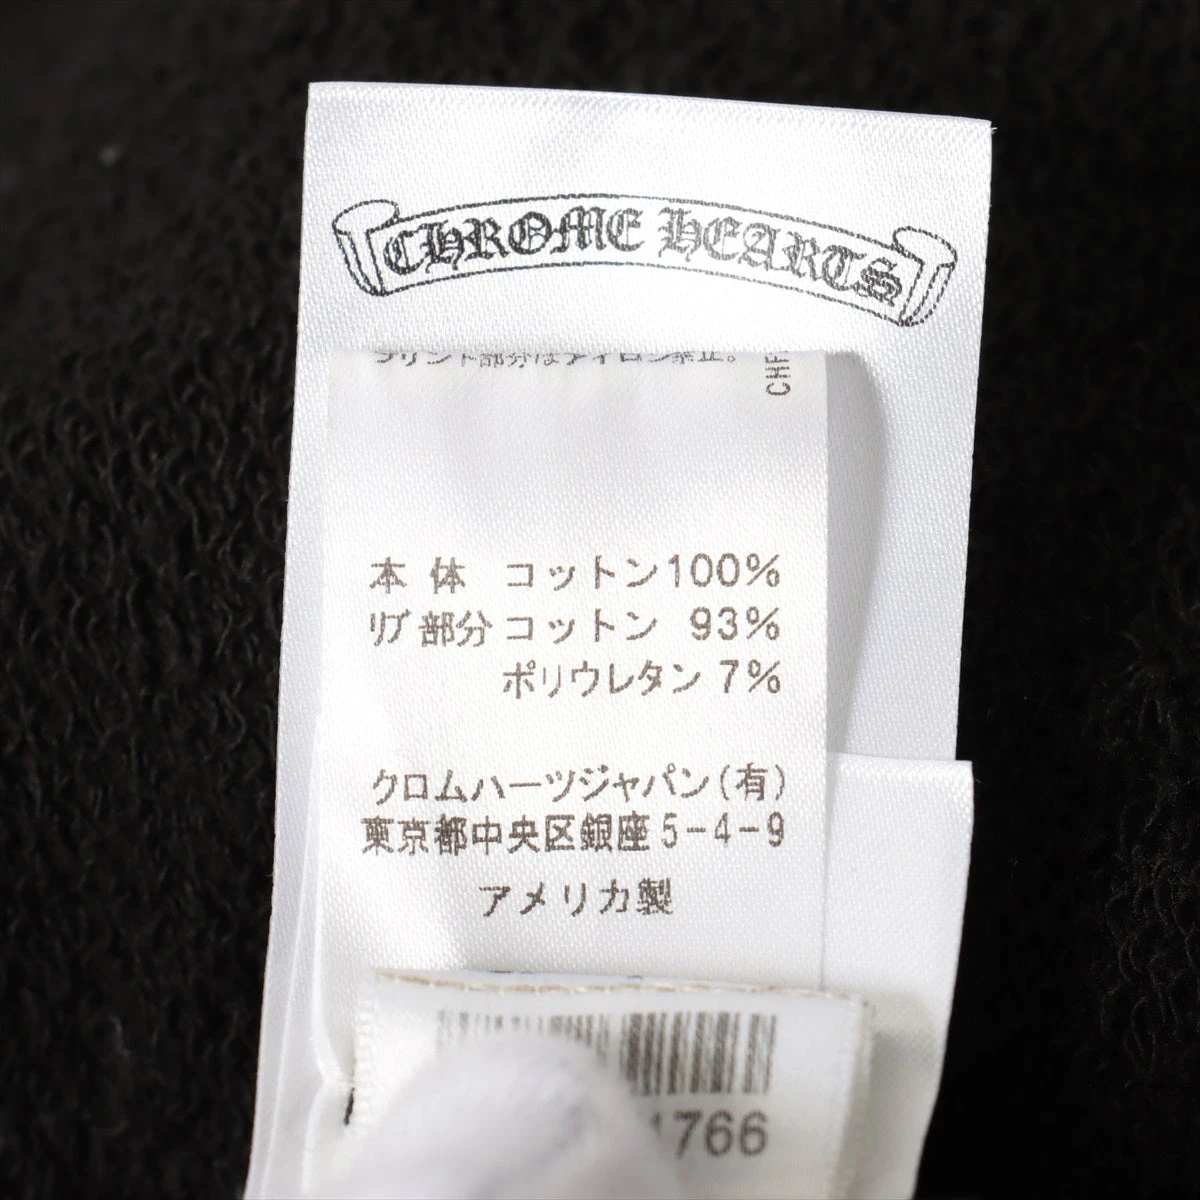 CHROME HEARTS
プリント部分はアイロン禁止。
本 体 コットン100%
リブ部分 コットン 93%
ポリウレタン 7%
クロムハーツジャパン(有)
東京都中央区銀座5-4-9
アメリカ製
1766